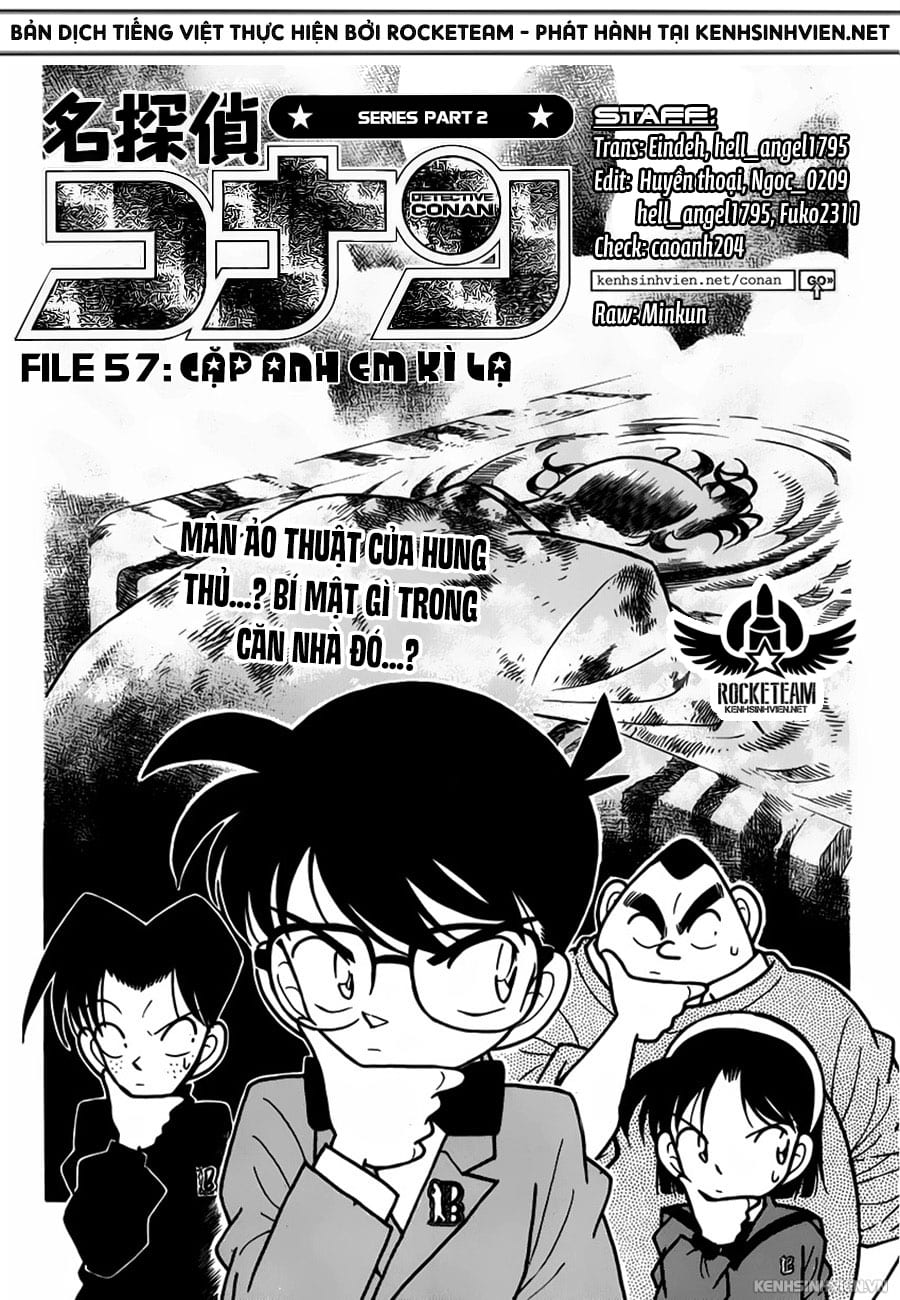 BẢN DỊCH TIẾNG VIỆT THỰC HIỆN BỞI ROCKETEAM - PHÁT HÀNH TẠI KENHSINHVIEN.NET
名探偵
★ SERIES PART 2 ★
コナン
DETECTIVE
CONAN
STAFF:
Trans: Eindeh, hell_angel1795
Edit: Huyền thoại, Ngoc_0209
hell_angel1795, Fuko2311
Check: caoanh204
kenhsinhvien.net/conan GO»
Raw: Minkun
FILE 57: CẶP ANH EM KÌ LẠ
MÀN ẢO THUẬT CỦA HUNG
THỦ...? BÍ MẬT GÌ TRONG
CĂN NHÀ ĐÓ...?
ROCKETEAM
KENHSINHVIEN.NET
B
B
B
KENHSINHVIEN.VN